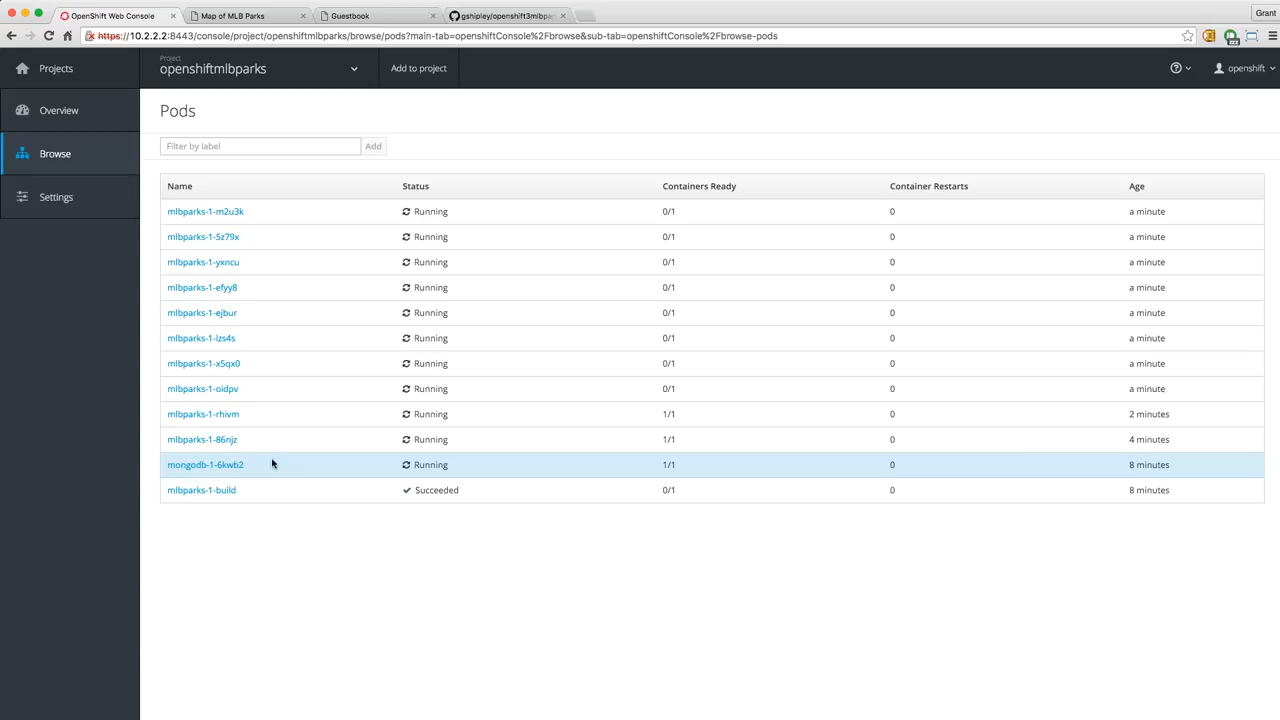 OpenShift Web Console
Map of MLB Parks
Guestbook
gshipley/openshift3mlbpa
Grant
https://10.2.2.2:8443/console/project/openshiftmlbparks/browse/pods?main-tab=openshiftConsole%2Fbrowse&sub-tab=openshiftConsole%2Fbrowse-pods
Projects
Project
openshiftmlbparks
Add to project
openshift
Overview
Browse
Settings
Pods
Filter by label
Add
Name Status Containers Ready Container Restarts Age
mlbparks-1-m2u3k Running 0/1 0 a minute
mlbparks-1-5z79x Running 0/1 0 a minute
mlbparks-1-yxncu Running 0/1 0 a minute
mlbparks-1-efyy8 Running 0/1 0 a minute
mlbparks-1-ejbur Running 0/1 0 a minute
mlbparks-1-lzs4s Running 0/1 0 a minute
mlbparks-1-x5qx0 Running 0/1 0 a minute
mlbparks-1-oidpv Running 0/1 0 a minute
mlbparks-1-rhivm Running 1/1 0 2 minutes
mlbparks-1-86njz Running 1/1 0 4 minutes
mongodb-1-6kwb2 Running 1/1 0 8 minutes
mlbparks-1-build Succeeded 0/1 0 8 minutes